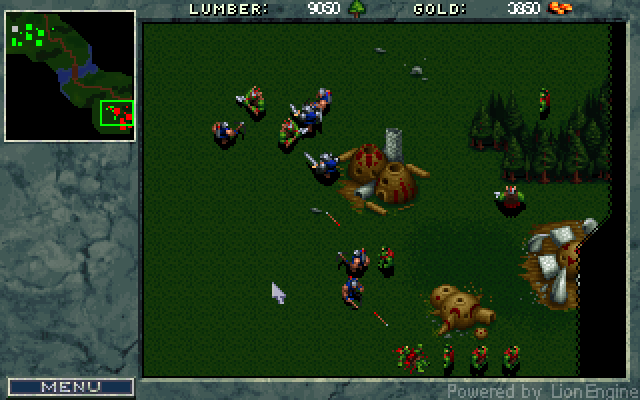 LUMBER: 9050 GOLD: 3850
MENU
Powered by LionEngine